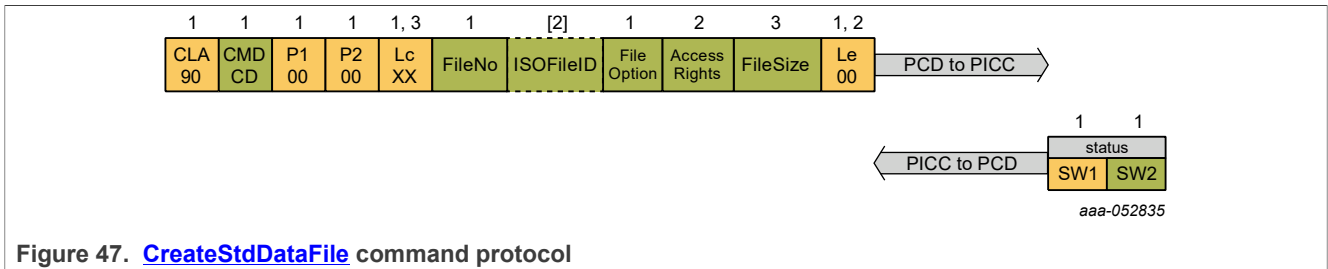 1 1 1 1 1, 3 1 [2] 1 2 3 1, 2
CLA 90 CMD CD P1 00 P2 00 Lc XX FileNo ISOFileID File Option Access Rights FileSize Le 00 PCD to PICC
1 1
status
PICC to PCD SW1 SW2
aaa-052835
Figure 47. CreateStdDataFile command protocol